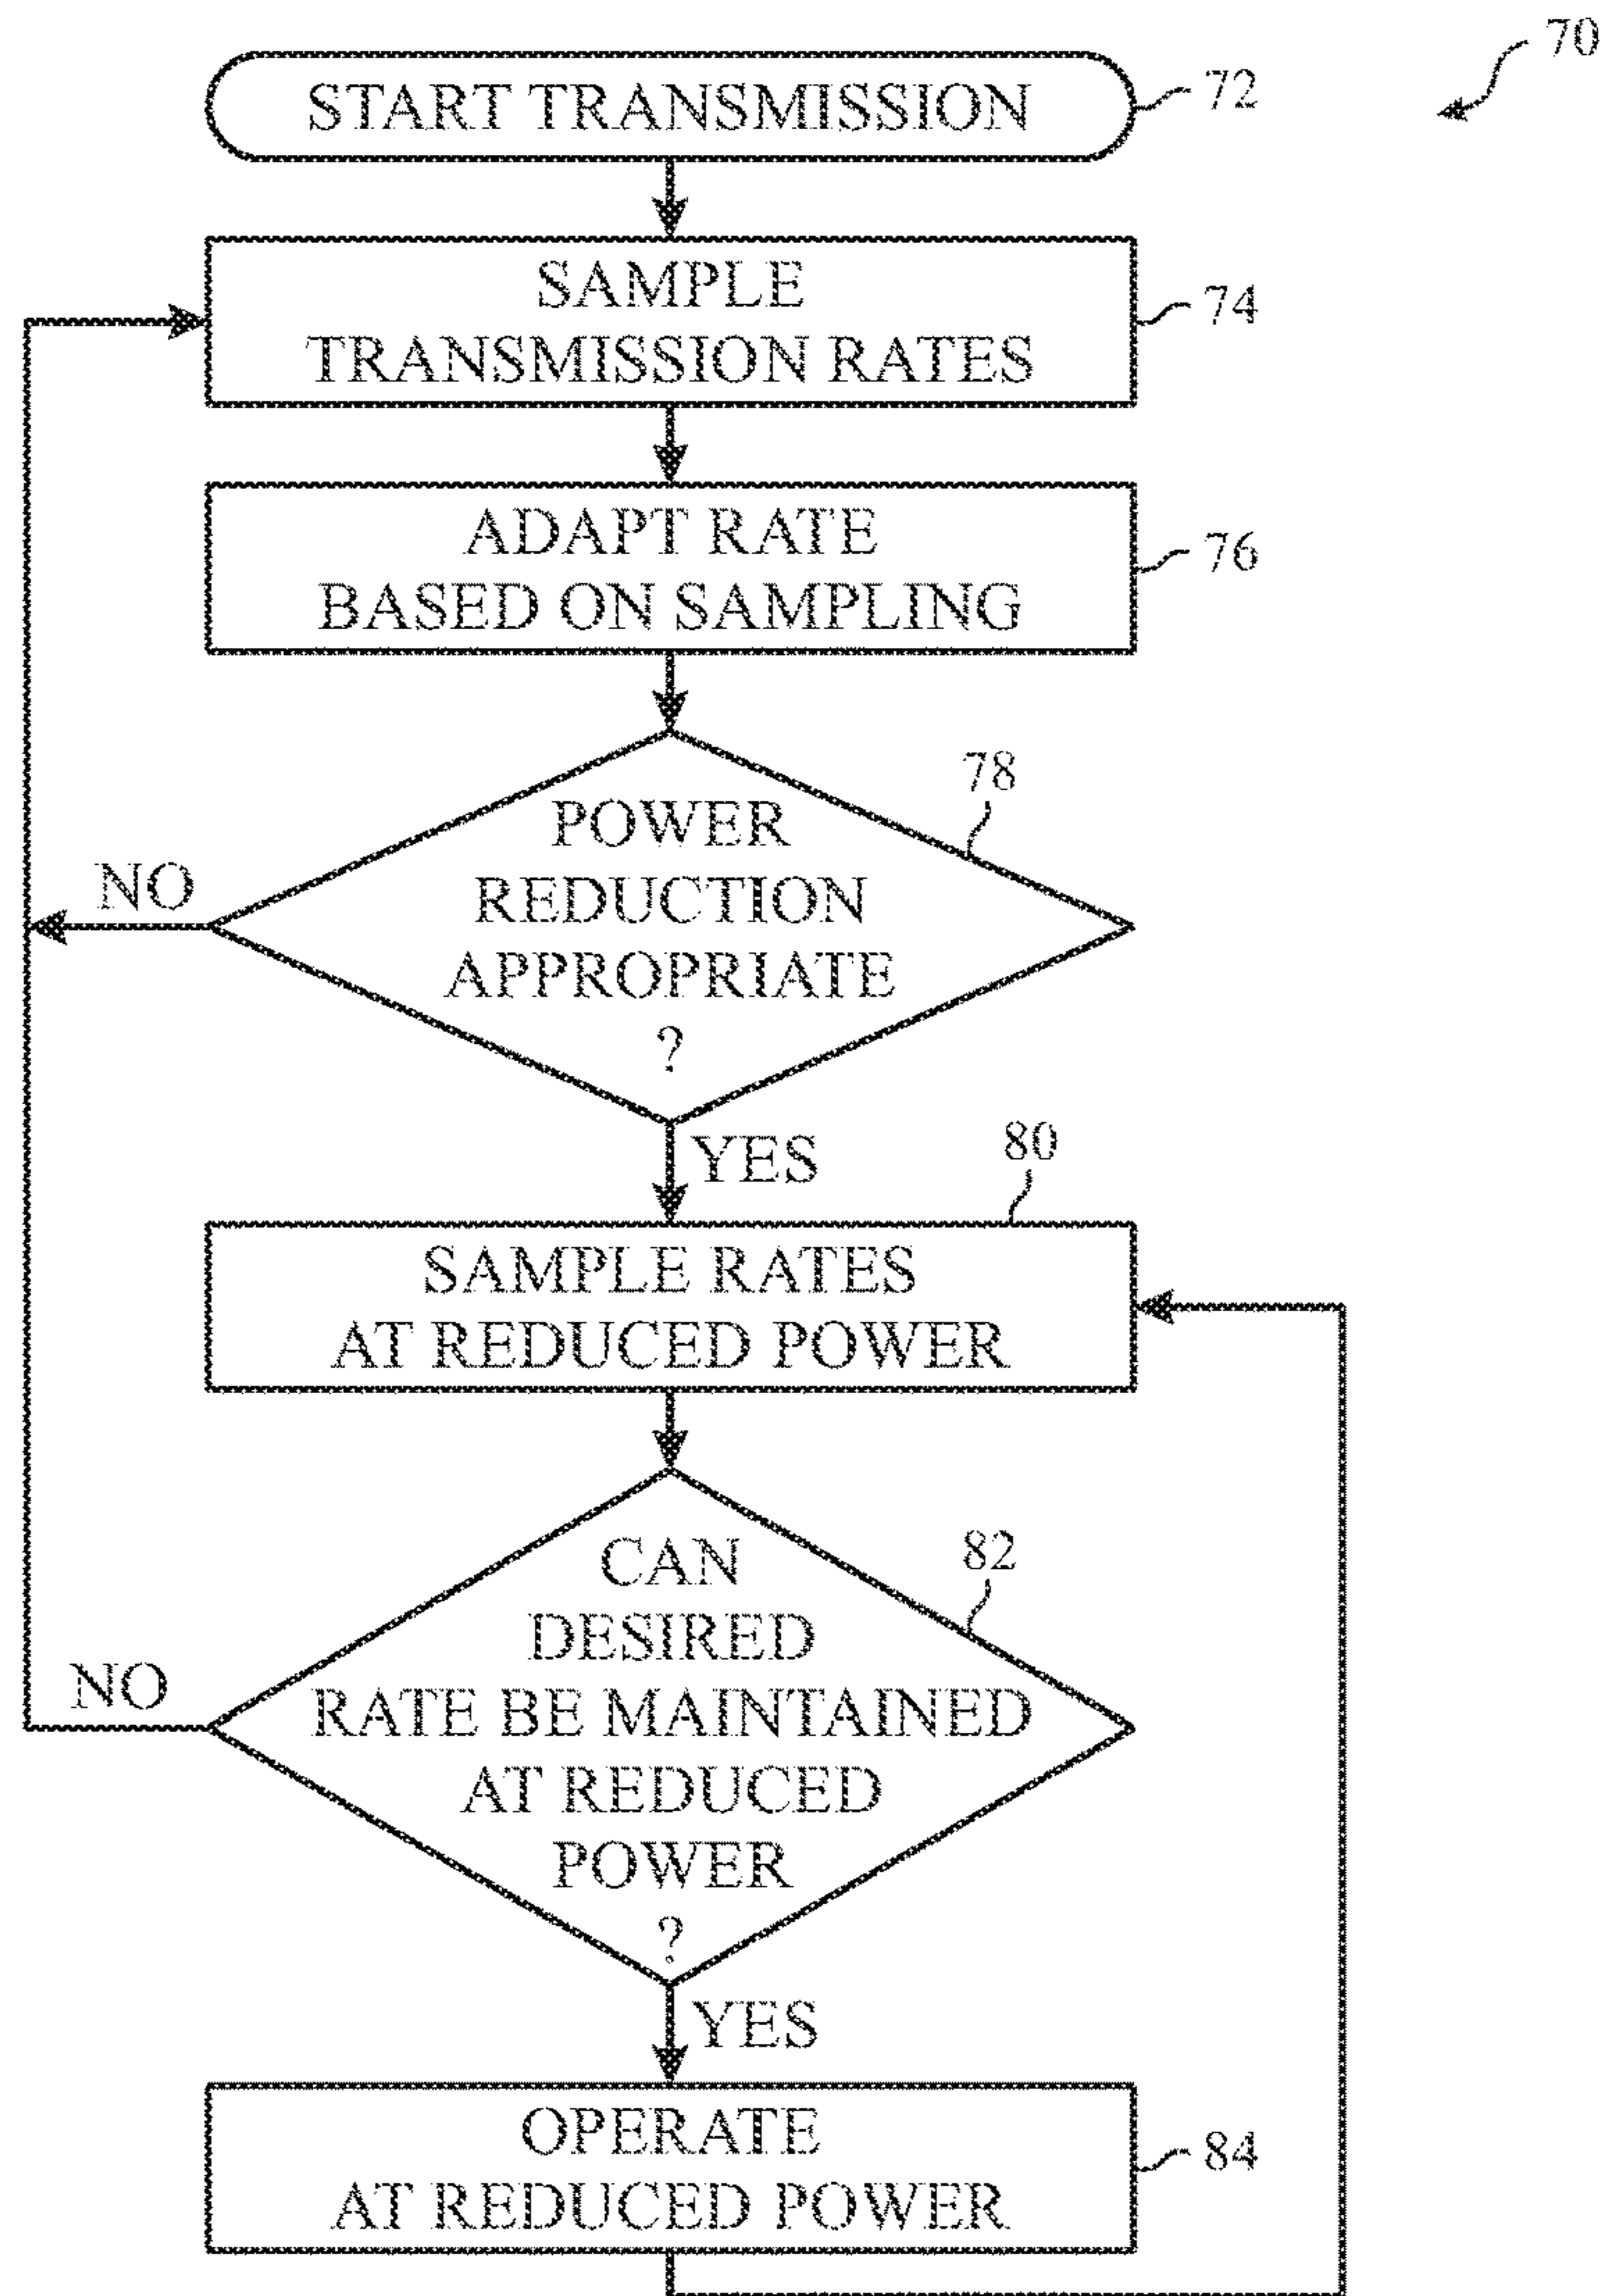 70
START TRANSMISSION
72
SAMPLE
TRANSMISSION RATES
74
ADAPT RATE
BASED ON SAMPLING
76
78
POWER
REDUCTION
APPROPRIATE
?
NO
YES
80
SAMPLE RATES
AT REDUCED POWER
82
CAN
DESIRED
RATE BE MAINTAINED
AT REDUCED
POWER
?
NO
YES
OPERATE
AT REDUCED POWER
84